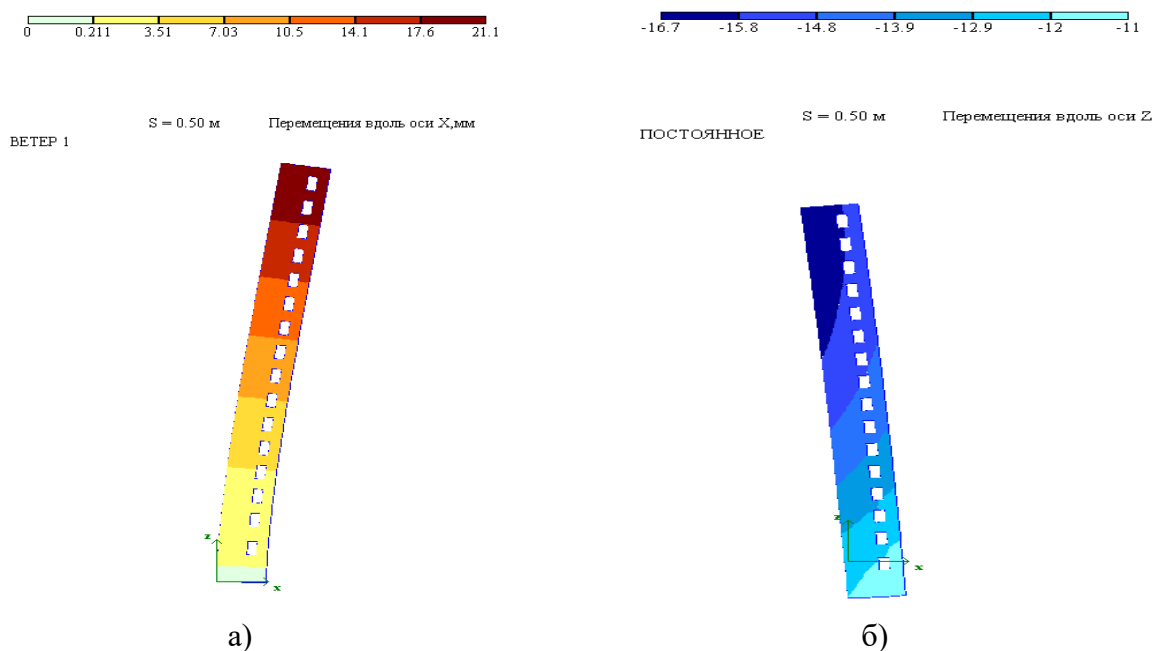 0 0.211 3.51 7.03 10.5 14.1 17.6 21.1
S = 0.50 м Перемещения вдоль оси X,мм
ВЕТЕР 1
z
x
а)
-16.7 -15.8 -14.8 -13.9 -12.9 -12 -11
S = 0.50 м Перемещения вдоль оси Z
ПОСТОЯННОЕ
z
x
б)